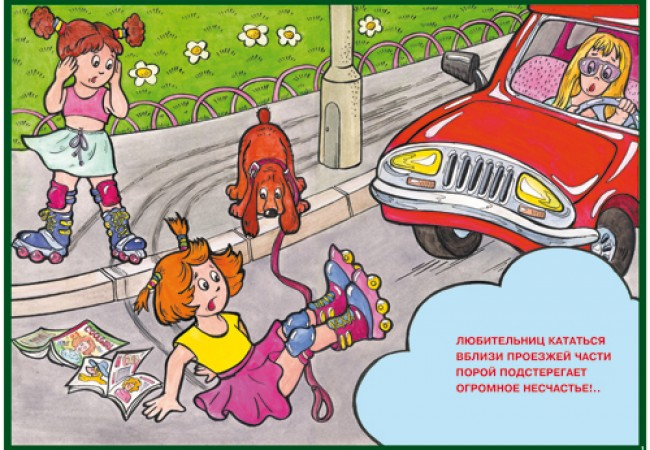 ЛЮБИТЕЛЬНИЦ КАТАТЬСЯ
ВБЛИЗИ ПРОЕЗЖЕЙ ЧАСТИ
ПОРОЙ ПОДСТЕРЕГАЕТ
ОГРОМНОЕ НЕСЧАСТЬЕ!..